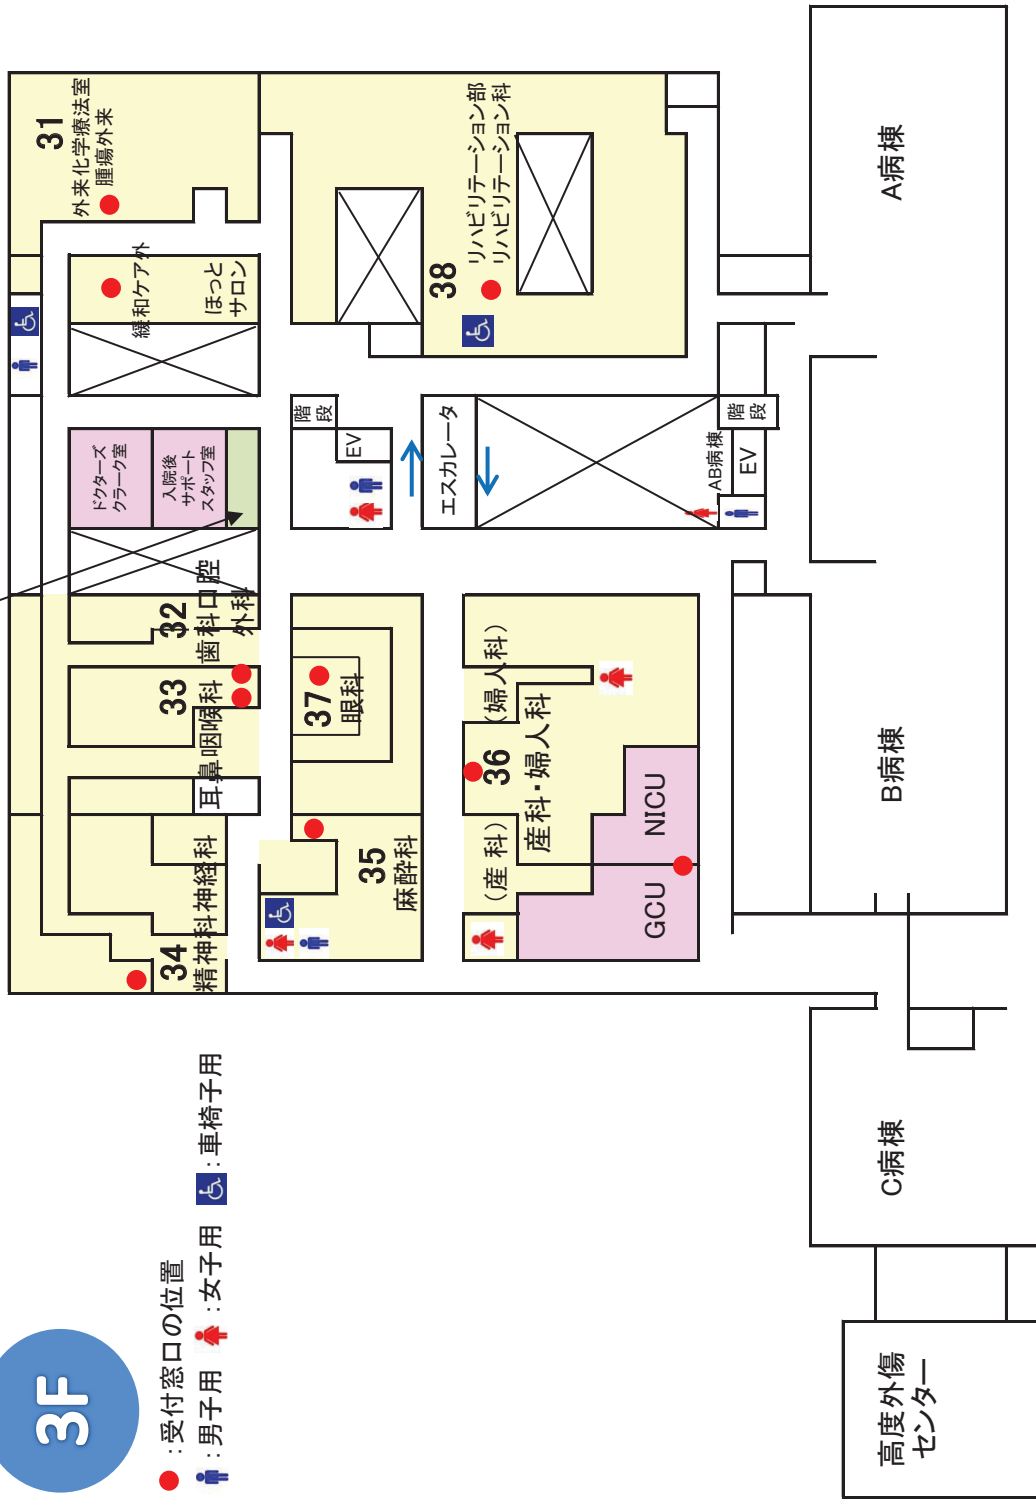 3F
：受付窓口の位置
：男子用 ：女子用 ：車椅子用
34
精神科神経科
33
耳鼻咽喉科
32
歯科口腔
外科
ドクターズ
クラーク室
入院後
サポート
スタッフ室
緩和ケア外
ほっと
サロン
31
外来化学療法室
腫瘍外来
35
麻酔科
37
眼科
階段
EV
エスカレータ
38
リハビリテーション部
リハビリテーション科
（産科）
36
（婦人科）
産科・婦人科
GCU
NICU
AB病棟
EV
階段
高度外傷
センター
C病棟
B病棟
A病棟